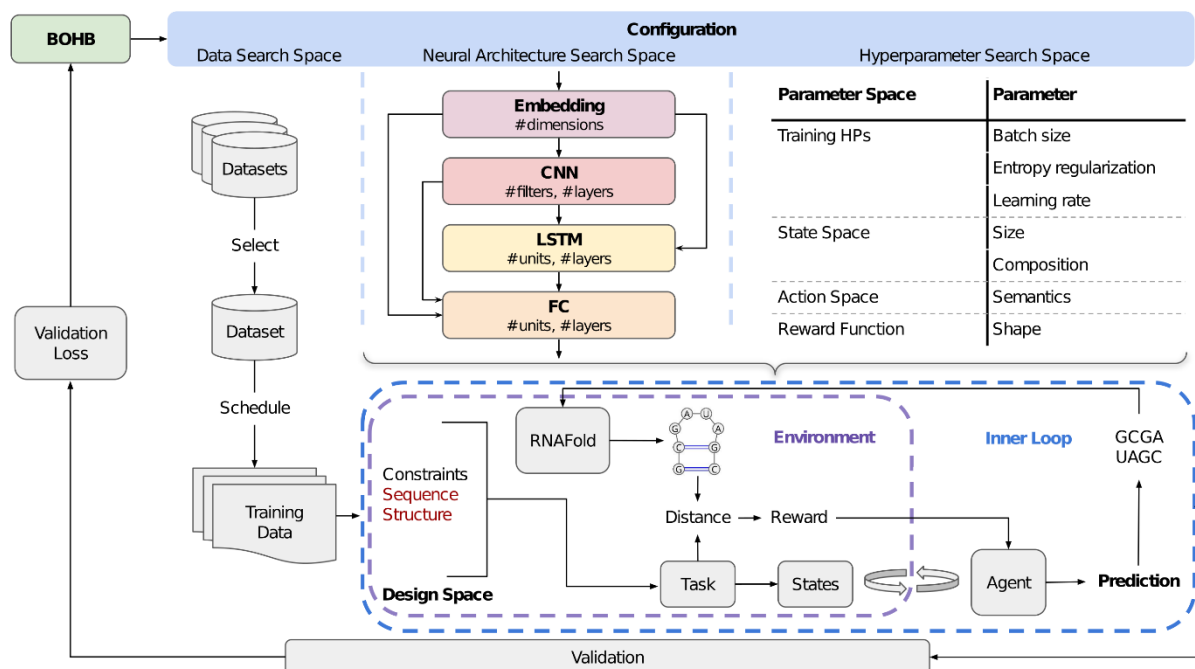 BOHB
Configuration
Data Search Space
Neural Architecture Search Space
Hyperparameter Search Space
Datasets
Select
Dataset
Schedule
Training
Data
Embedding
#dimensions
CNN
#filters, #layers
LSTM
#units, #layers
FC
#units, #layers
Parameter Space Parameter
Training HPs Batch size
Entropy regularization
Learning rate
State Space Size
Composition
Action Space Semantics
Reward Function Shape
Validation
Loss
Constraints
Sequence
Structure
Design Space
RNAFold
A U
G A
C G
G C
Environment
Inner Loop
GCGA
UAGC
Distance
Reward
Task
States
Agent
Prediction
Validation